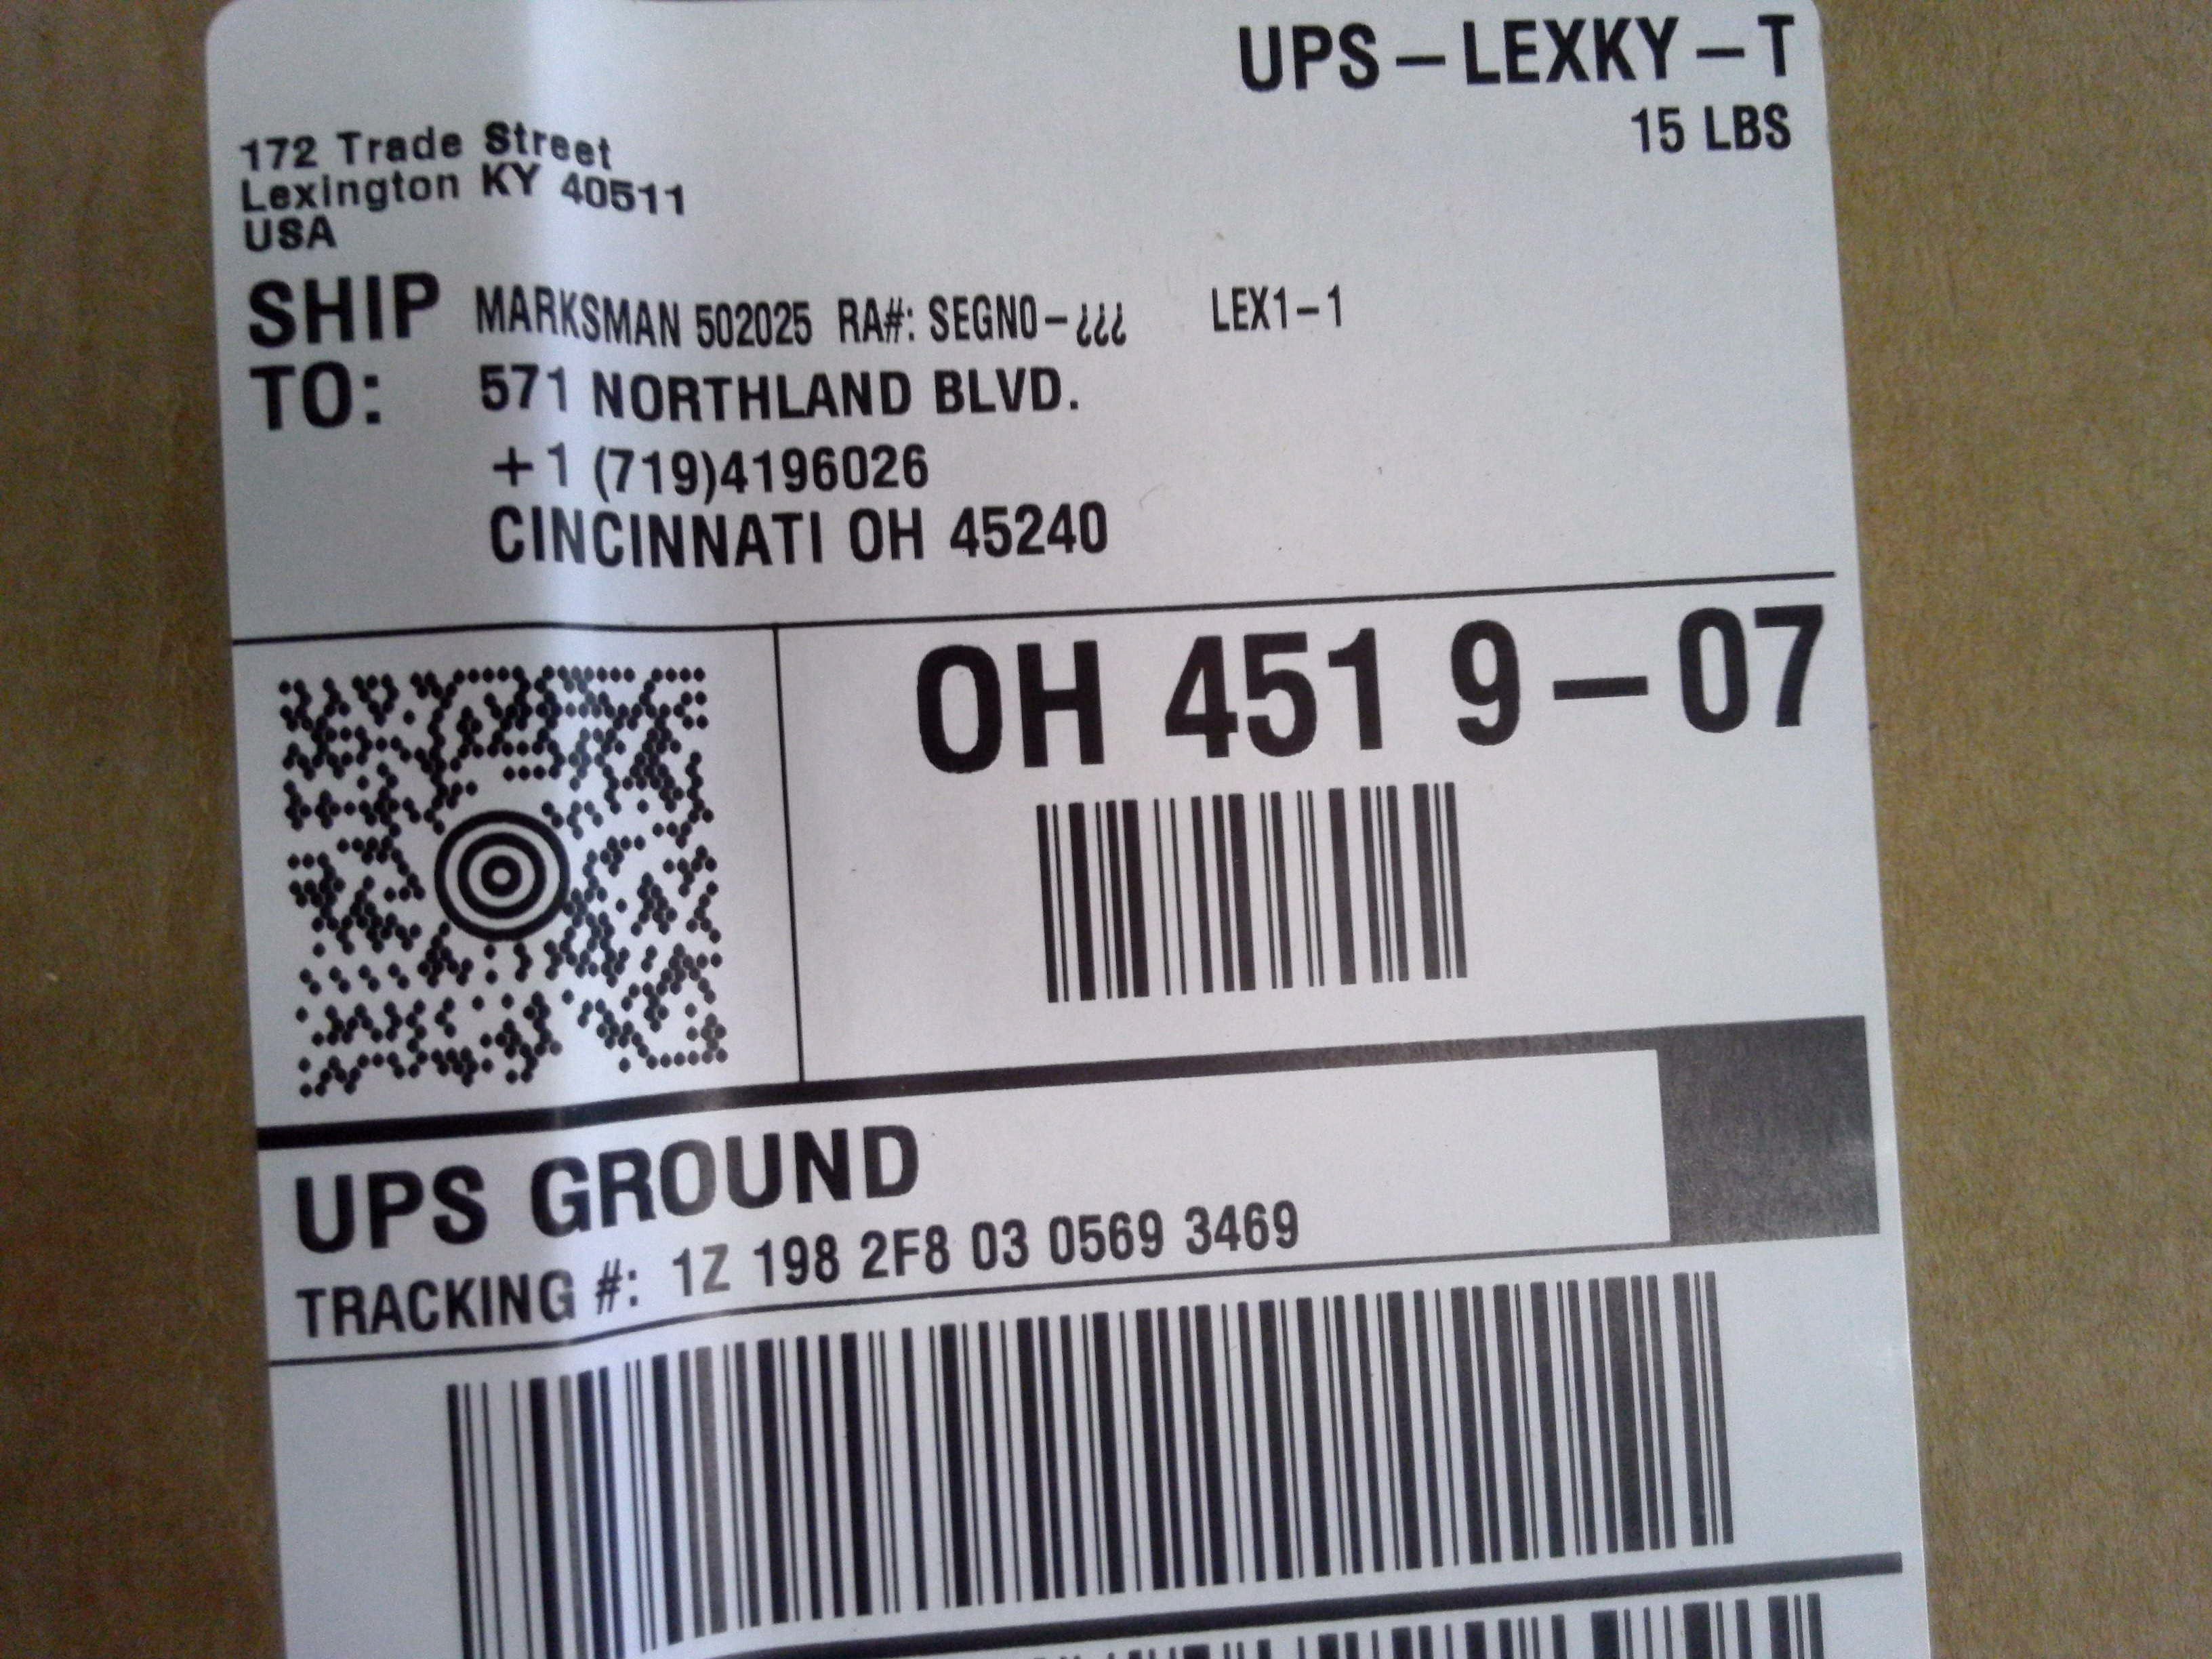 UPS – LEXKY – T
15 LBS
172 Trade Street
Lexington KY 40511
USA
SHIP TO: MARKSMAN 502025 RA#: SEGNO-¿¿¿ LEX1-1
571 NORTHLAND BLVD.
+1 (719)4196026
CINCINNATI OH 45240
OH 451 9-07
UPS GROUND
TRACKING #: 1Z 198 2F8 03 0569 3469